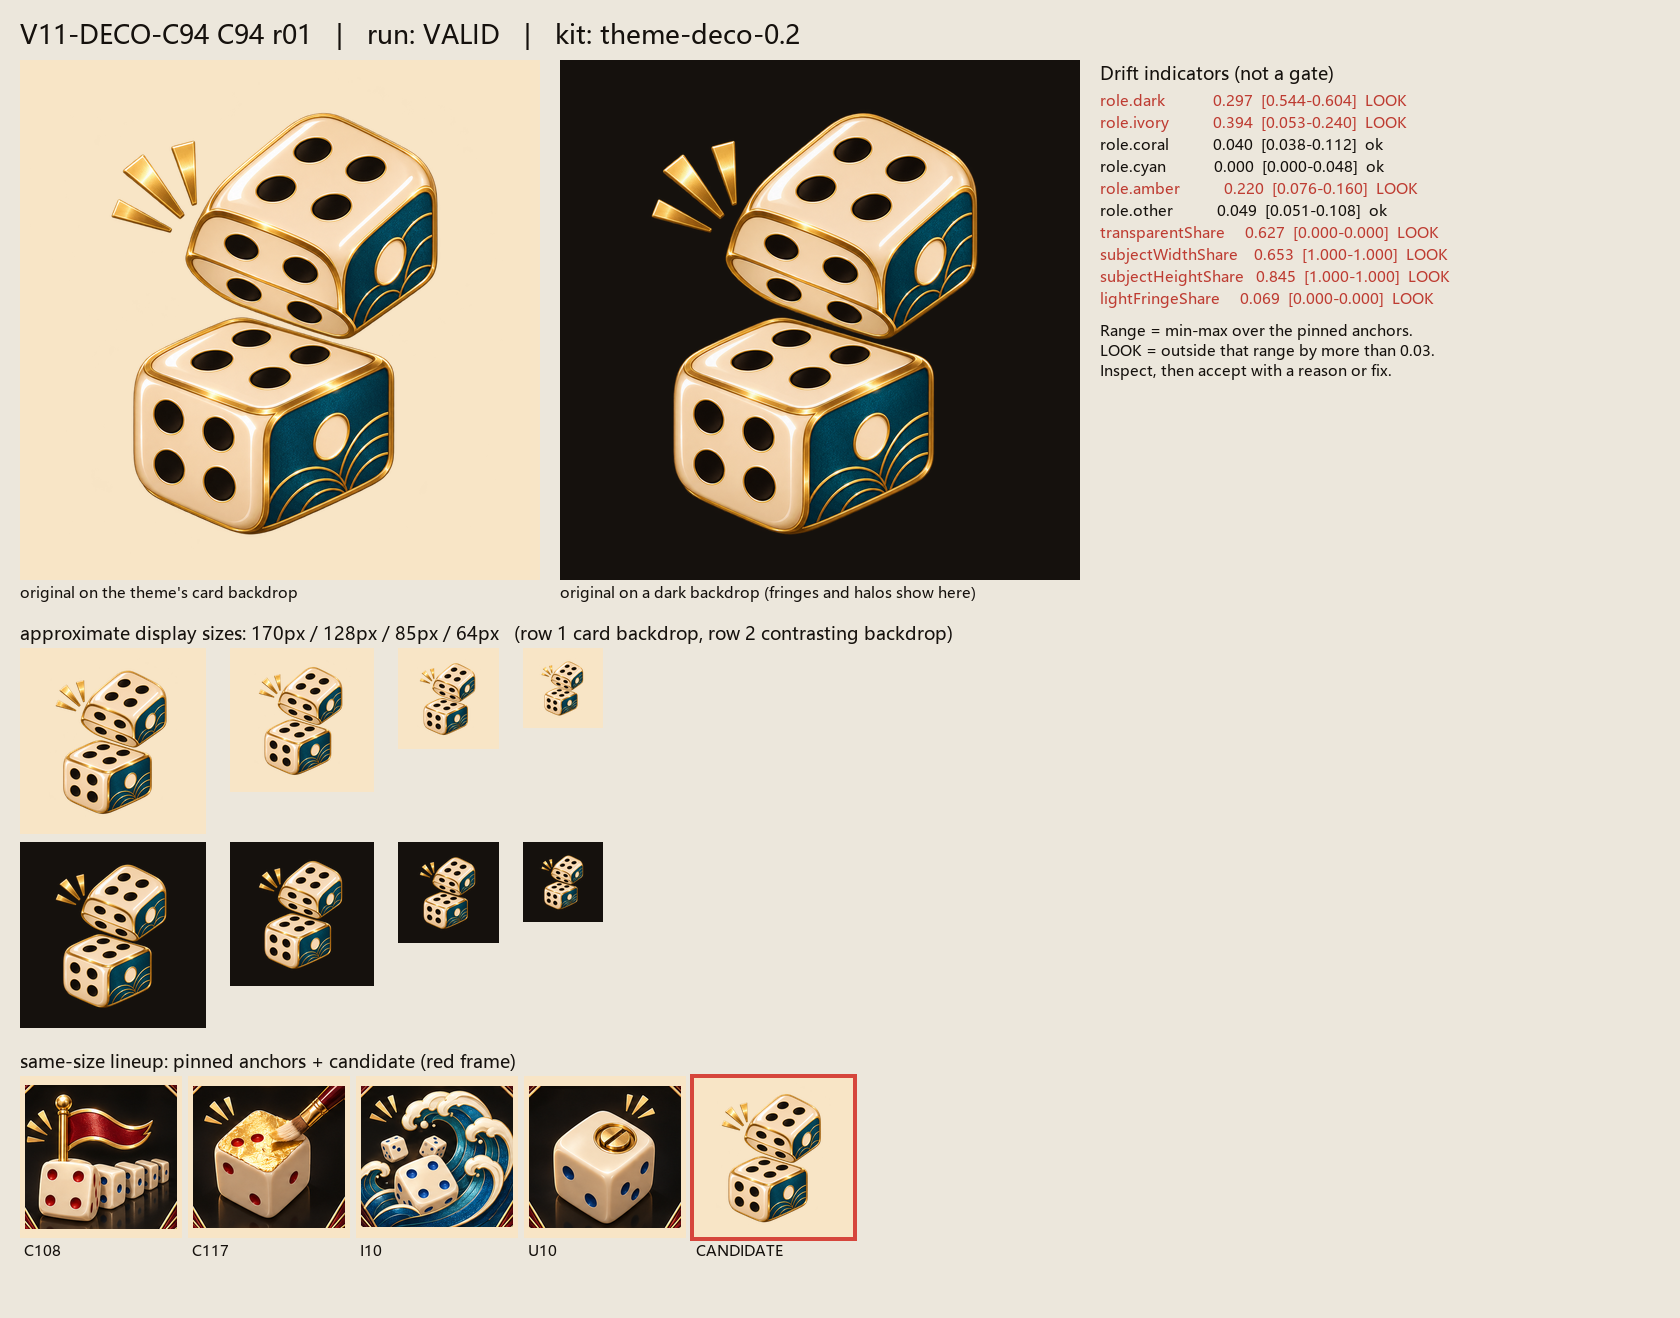 V11-DECO-C94 C94 r01 | run: VALID | kit: theme-deco-0.2
Drift indicators (not a gate)
role.dark 0.297 [0.544-0.604] LOOK
role.ivory 0.394 [0.053-0.240] LOOK
role.coral 0.040 [0.038-0.112] ok
role.cyan 0.000 [0.000-0.048] ok
role.amber 0.220 [0.076-0.160] LOOK
role.other 0.049 [0.051-0.108] ok
transparentShare 0.627 [0.000-0.000] LOOK
subjectWidthShare 0.653 [1.000-1.000] LOOK
subjectHeightShare 0.845 [1.000-1.000] LOOK
lightFringeShare 0.069 [0.000-0.000] LOOK
Range = min-max over the pinned anchors.
LOOK = outside that range by more than 0.03.
Inspect, then accept with a reason or fix.
original on the theme's card backdrop
original on a dark backdrop (fringes and halos show here)
approximate display sizes: 170px / 128px / 85px / 64px (row 1 card backdrop, row 2 contrasting backdrop)
same-size lineup: pinned anchors + candidate (red frame)
C108
C117
I10
U10
CANDIDATE